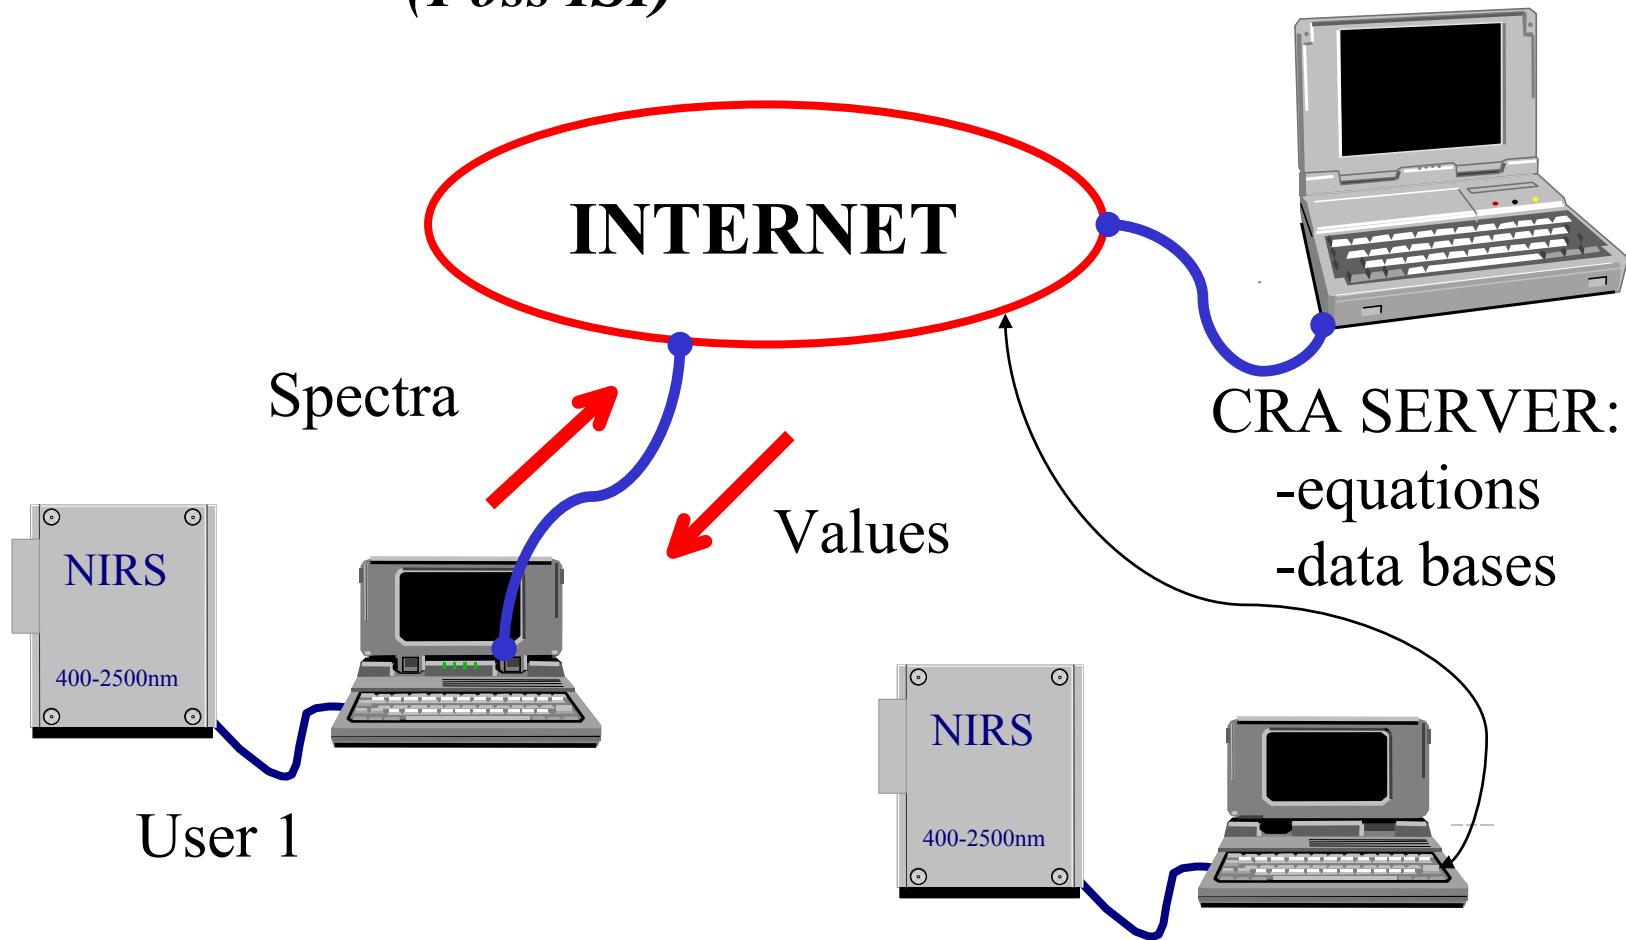 INTERNET
Spectra
Values
CRA SERVER:
-equations
-data bases
NIRS
400-2500nm
User 1
NIRS
400-2500nm